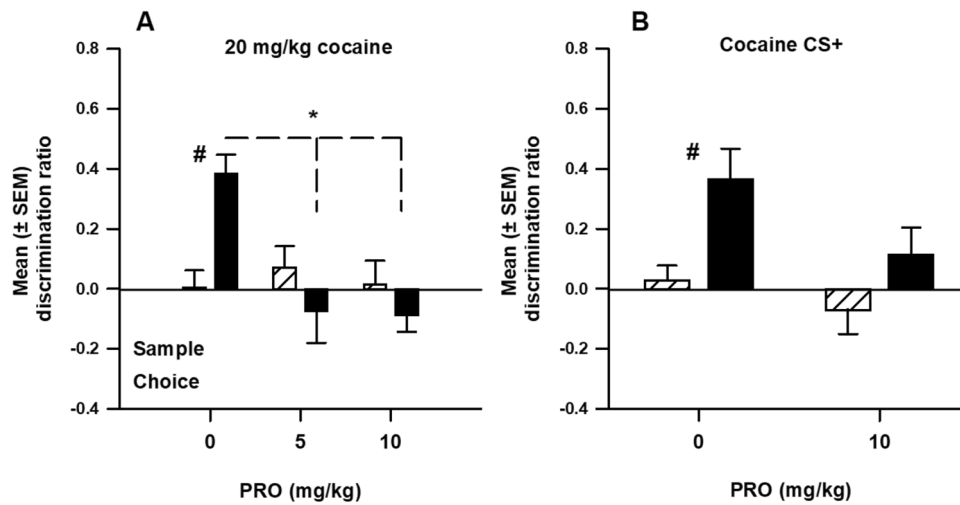 A
20 mg/kg cocaine
Mean (± SEM)
discrimination ratio
0.8
0.6
0.4
0.2
0.0
-0.2
-0.4
#
*
Sample
Choice
0 5 10
PRO (mg/kg)
B
Cocaine CS+
Mean (± SEM)
discrimination ratio
0.8
0.6
0.4
0.2
0.0
-0.2
-0.4
#
0 10
PRO (mg/kg)